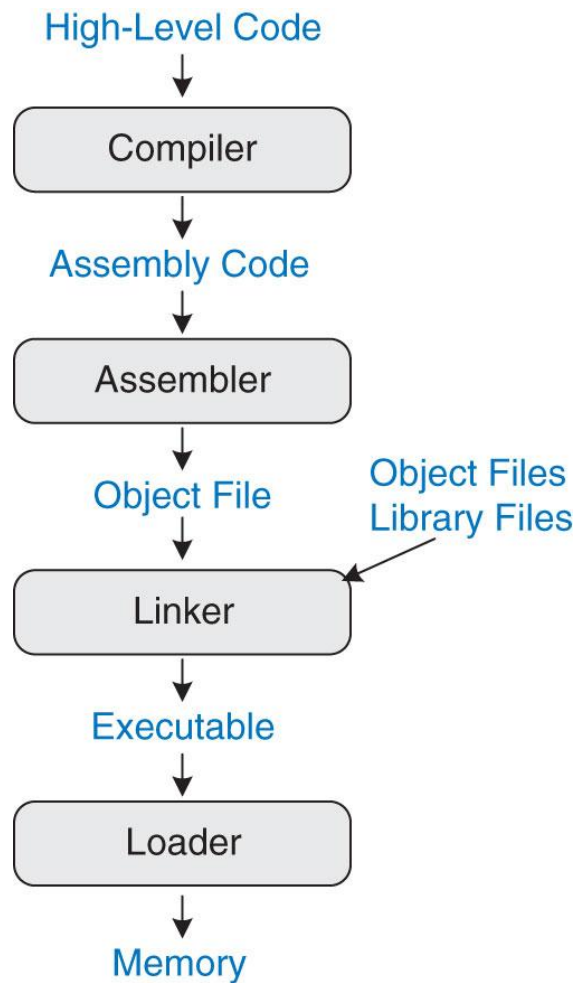 High-Level Code
Compiler
Assembly Code
Assembler
Object File
Object Files
Library Files
Linker
Executable
Loader
Memory